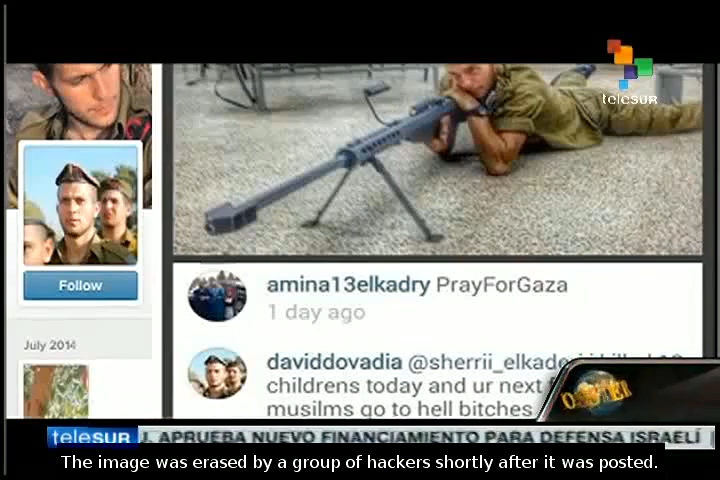 telesur
Follow
July 2014
amina13elkadry PrayForGaza
1 day ago
daviddovadia @sherrii_elkade
childrens today and ur next
musilms go to hell bitches
telesur
J. APRUEBA NUEVO FINANCIAMIENTO PARA DEFENSA ISRAELÍ
The image was erased by a group of hackers shortly after it was posted.